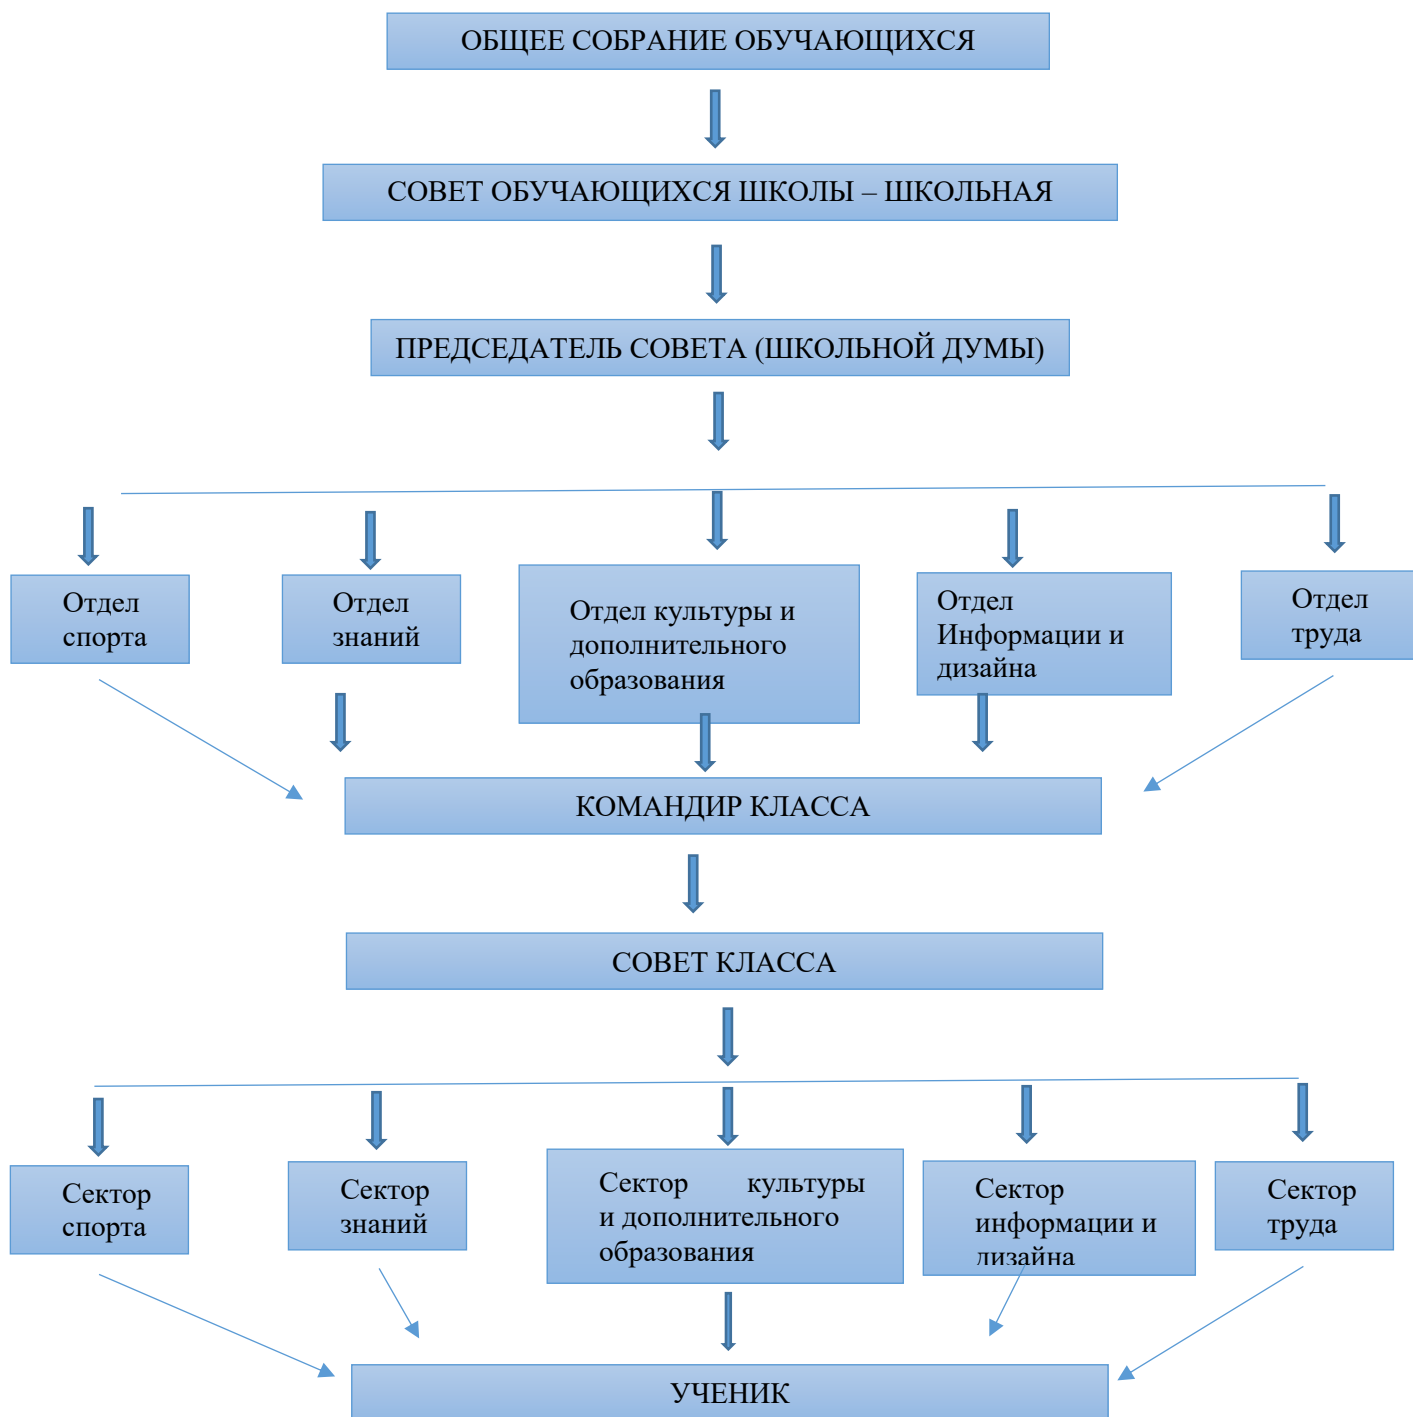 ОБЩЕЕ СОБРАНИЕ ОБУЧАЮЩИХСЯ
СОВЕТ ОБУЧАЮЩИХСЯ ШКОЛЫ – ШКОЛЬНАЯ
ПРЕДСЕДАТЕЛЬ СОВЕТА (ШКОЛЬНОЙ ДУМЫ)
Отдел
спорта
Отдел
знаний
Отдел культуры и
дополнительного
образования
Отдел
Информации и
дизайна
Отдел
труда
КОМАНДИР КЛАССА
СОВЕТ КЛАССА
Сектор
спорта
Сектор
знаний
Сектор культуры
и дополнительного
образования
Сектор
информации и
дизайна
Сектор
труда
УЧЕНИК